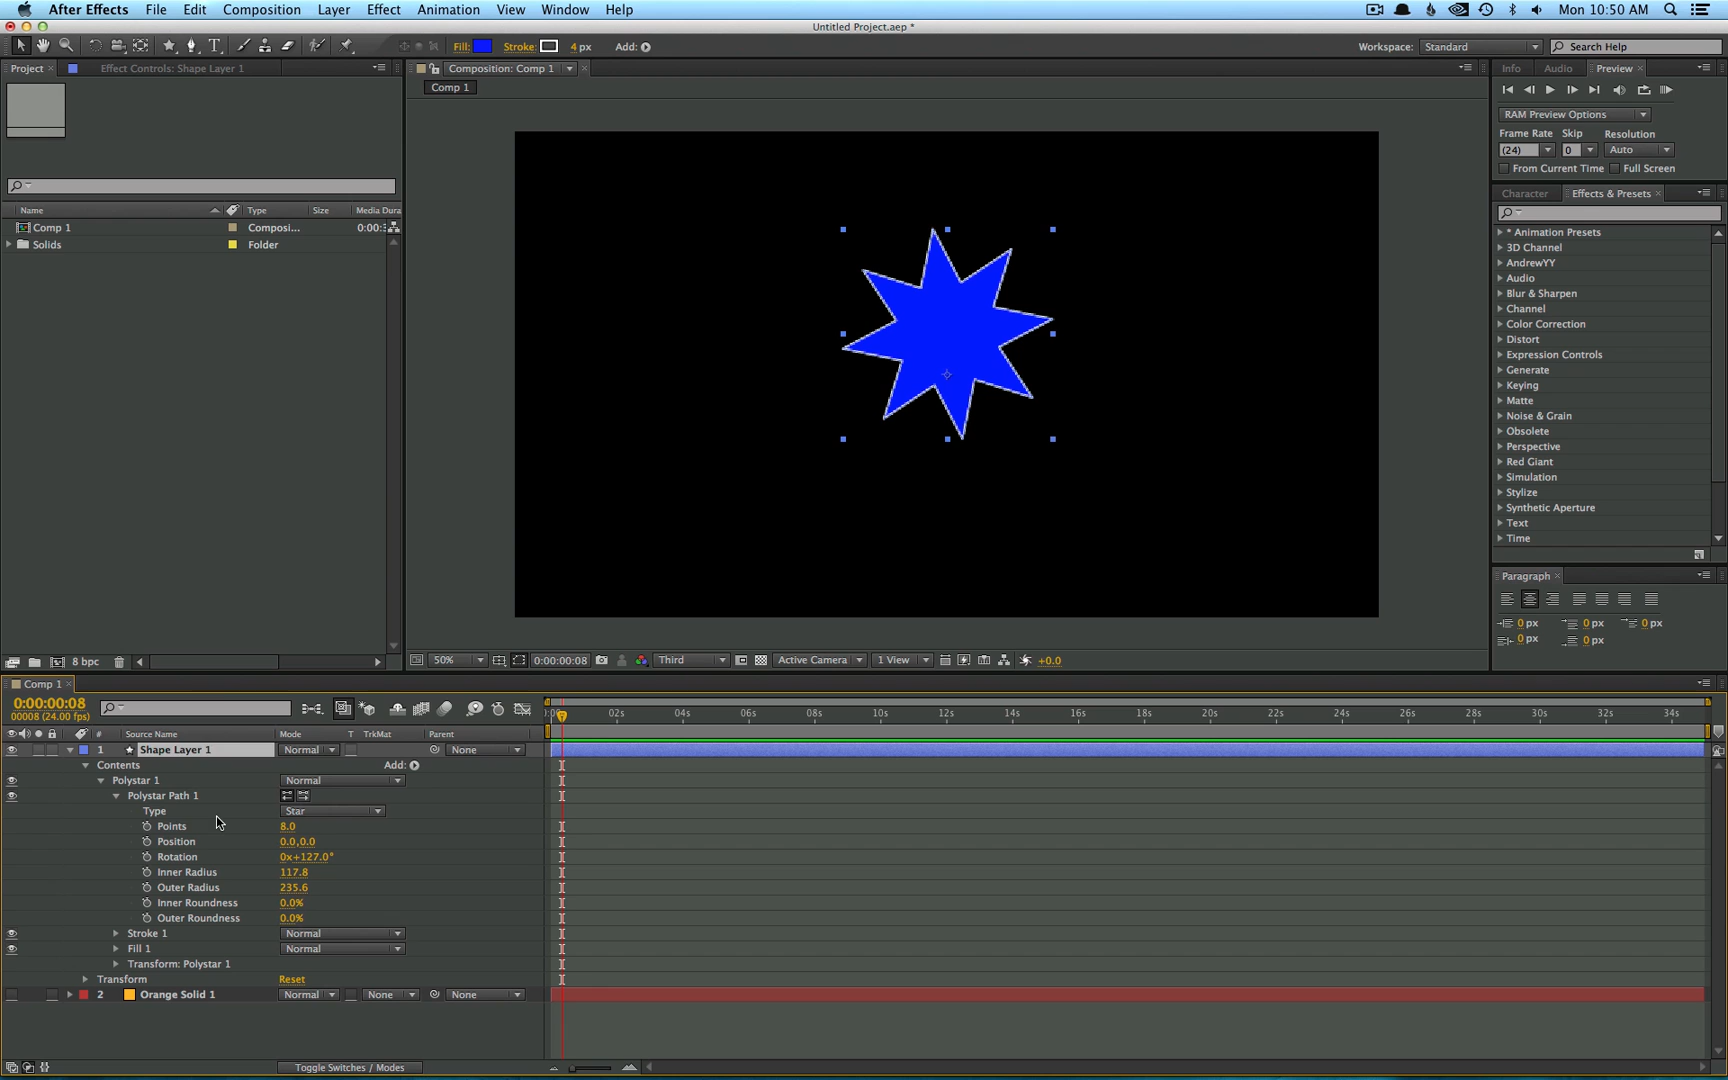 After Effects File Edit Composition Layer Effect Animation View Window Help Mon 10:50 AM
Untitled Project.aep *
Fill: Stroke: 4 px Add: Workspace: Standard Search Help
Project Effect Controls: Shape Layer 1 Composition: Comp 1 Info Audio Preview
Comp 1
RAM Preview Options
Frame Rate Skip Resolution
(24) 0 Auto
From Current Time Full Screen
Character Effects & Presets
Name Type Size Media Dura
Comp 1 Composi... 0:00:3
Solids Folder
* Animation Presets
3D Channel
AndrewYY
Audio
Blur & Sharpen
Channel
Color Correction
Distort
Expression Controls
Generate
Keying
Matte
Noise & Grain
Obsolete
Perspective
Red Giant
Simulation
Stylize
Synthetic Aperture
Text
Time
Paragraph
0 px 0 px 0 px
0 px 0 px
8 bpc 50% 0:00:00:08 Third Active Camera 1 View +0.0
Comp 1
0:00:00:08
00008 (24.00 fps)
02s 04s 06s 08s 10s 12s 14s 16s 18s 20s 22s 24s 26s 28s 30s 32s 34s
# Source Name Mode T TrkMat Parent
1 Shape Layer 1 Normal None
Contents Add:
Polystar 1 Normal
Polystar Path 1
Type Star
Points 8.0
Position 0.0,0.0
Rotation 0x+127.0°
Inner Radius 117.8
Outer Radius 235.6
Inner Roundness 0.0%
Outer Roundness 0.0%
Stroke 1 Normal
Fill 1 Normal
Transform: Polystar 1
Transform Reset
2 Orange Solid 1 Normal None None
Toggle Switches / Modes